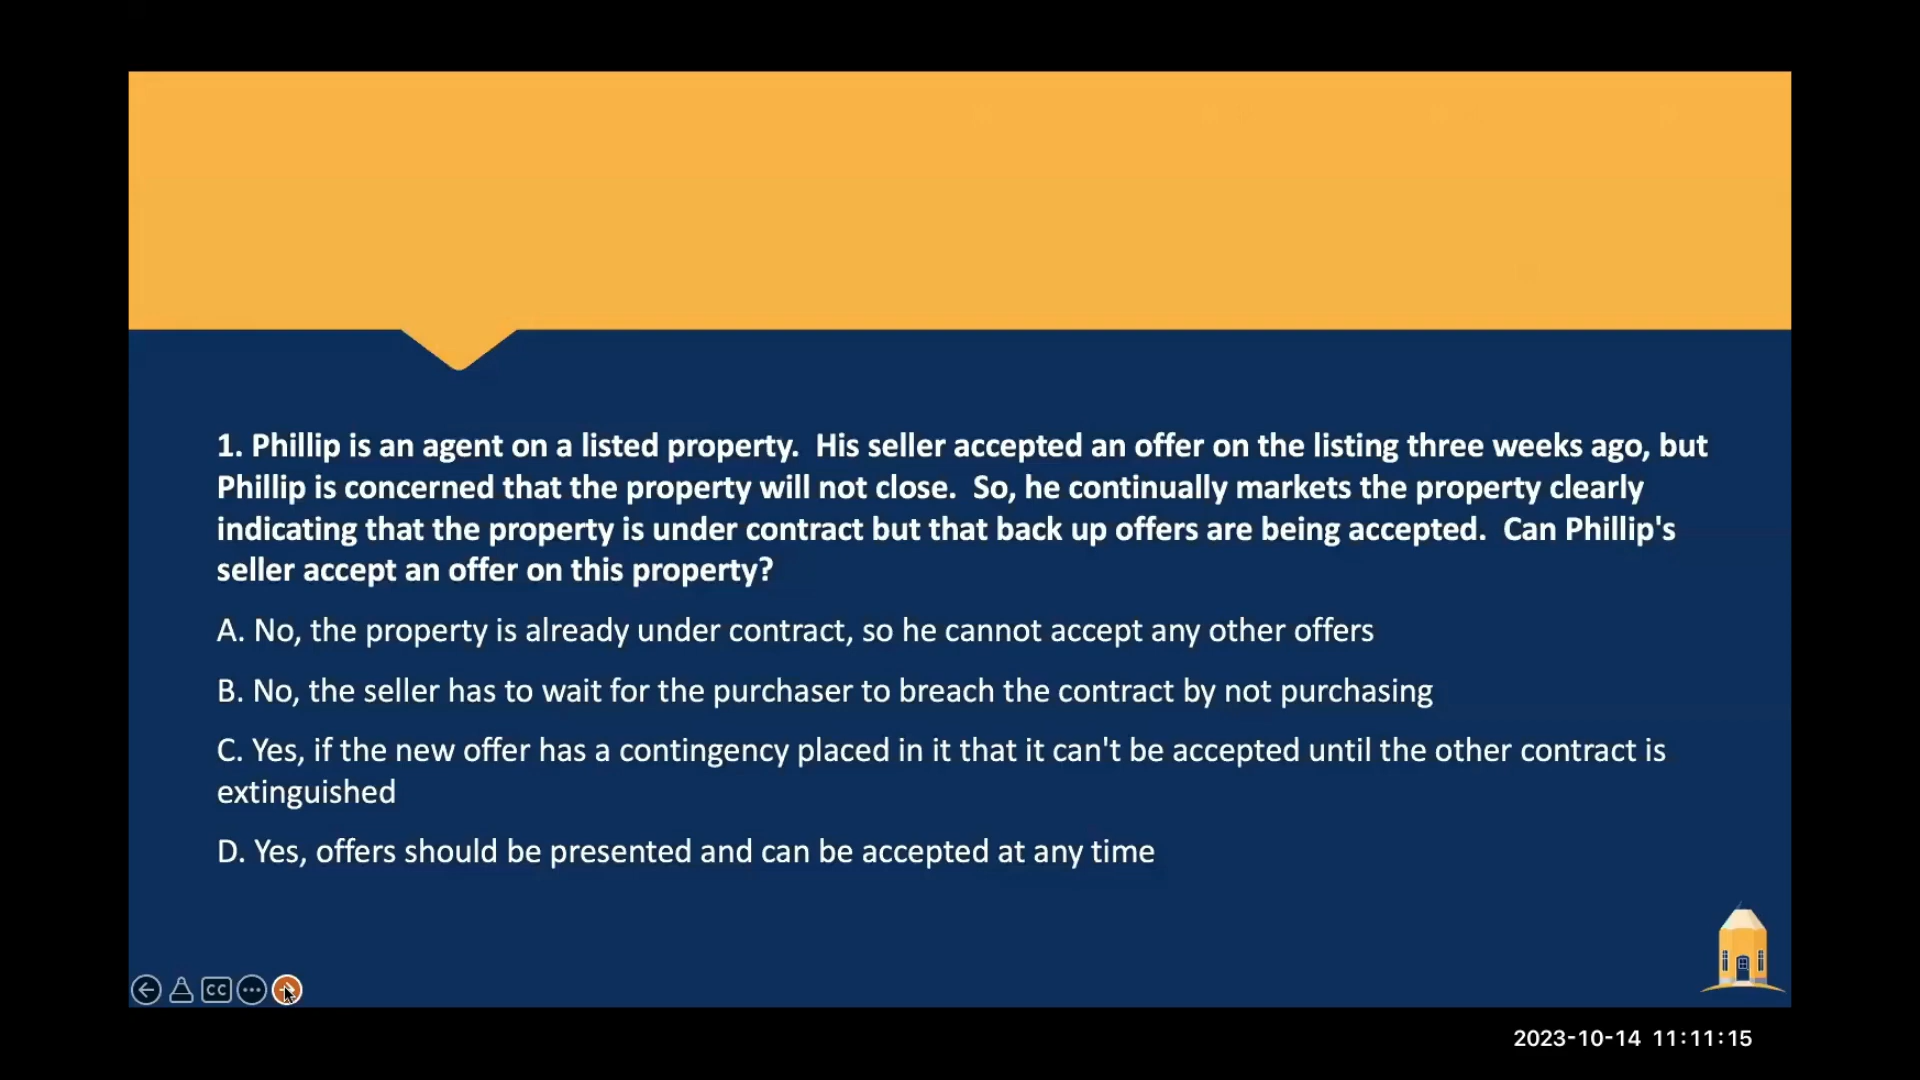 1. Phillip is an agent on a listed property.  His seller accepted an offer on the listing three weeks ago, but
Phillip is concerned that the property will not close.  So, he continually markets the property clearly
indicating that the property is under contract but that back up offers are being accepted.  Can Phillip's
seller accept an offer on this property?
A. No, the property is already under contract, so he cannot accept any other offers
B. No, the seller has to wait for the purchaser to breach the contract by not purchasing
C. Yes, if the new offer has a contingency placed in it that it can't be accepted until the other contract is
extinguished
D. Yes, offers should be presented and can be accepted at any time
CC
2023-10-14 11:11:15